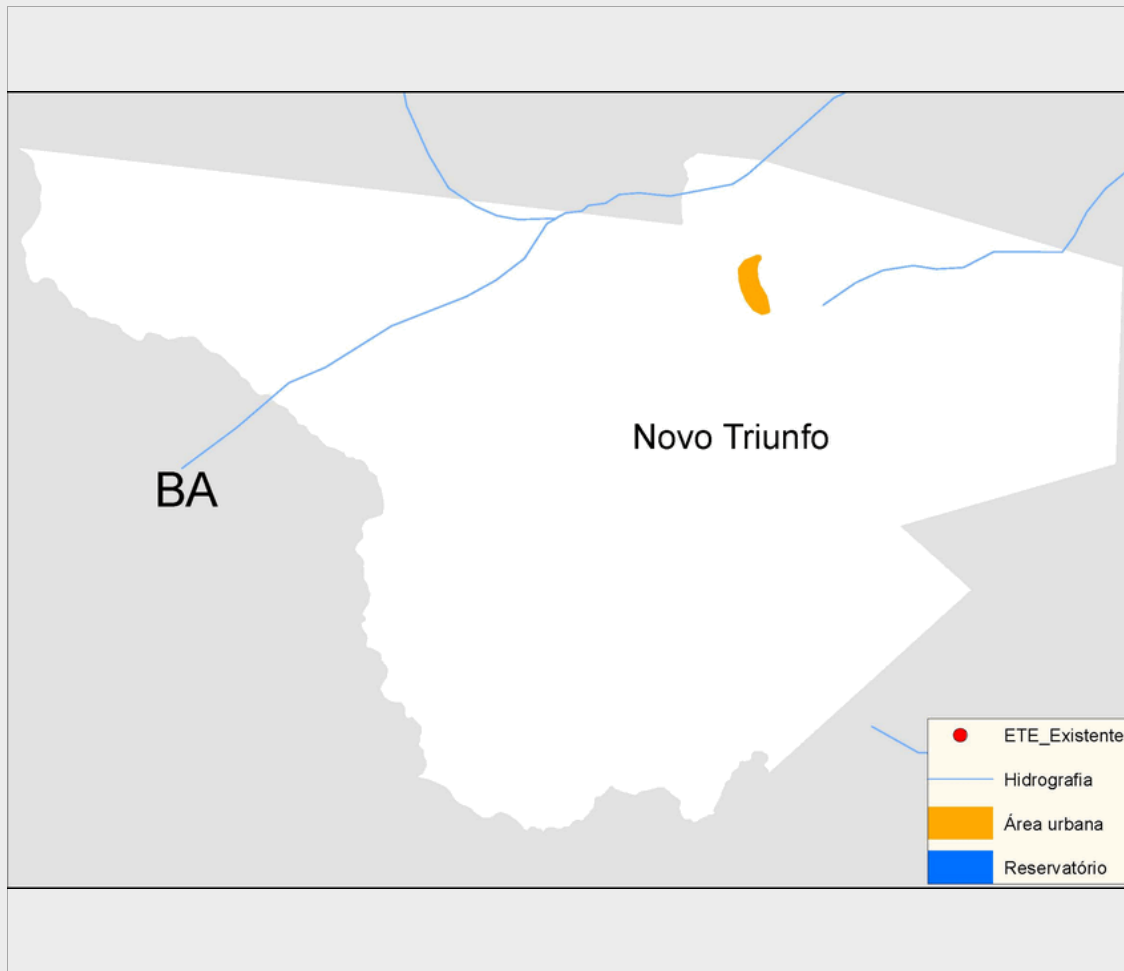 Novo Triunfo
BA
ETE_Existente
Hidrografia
Área urbana
Reservatório